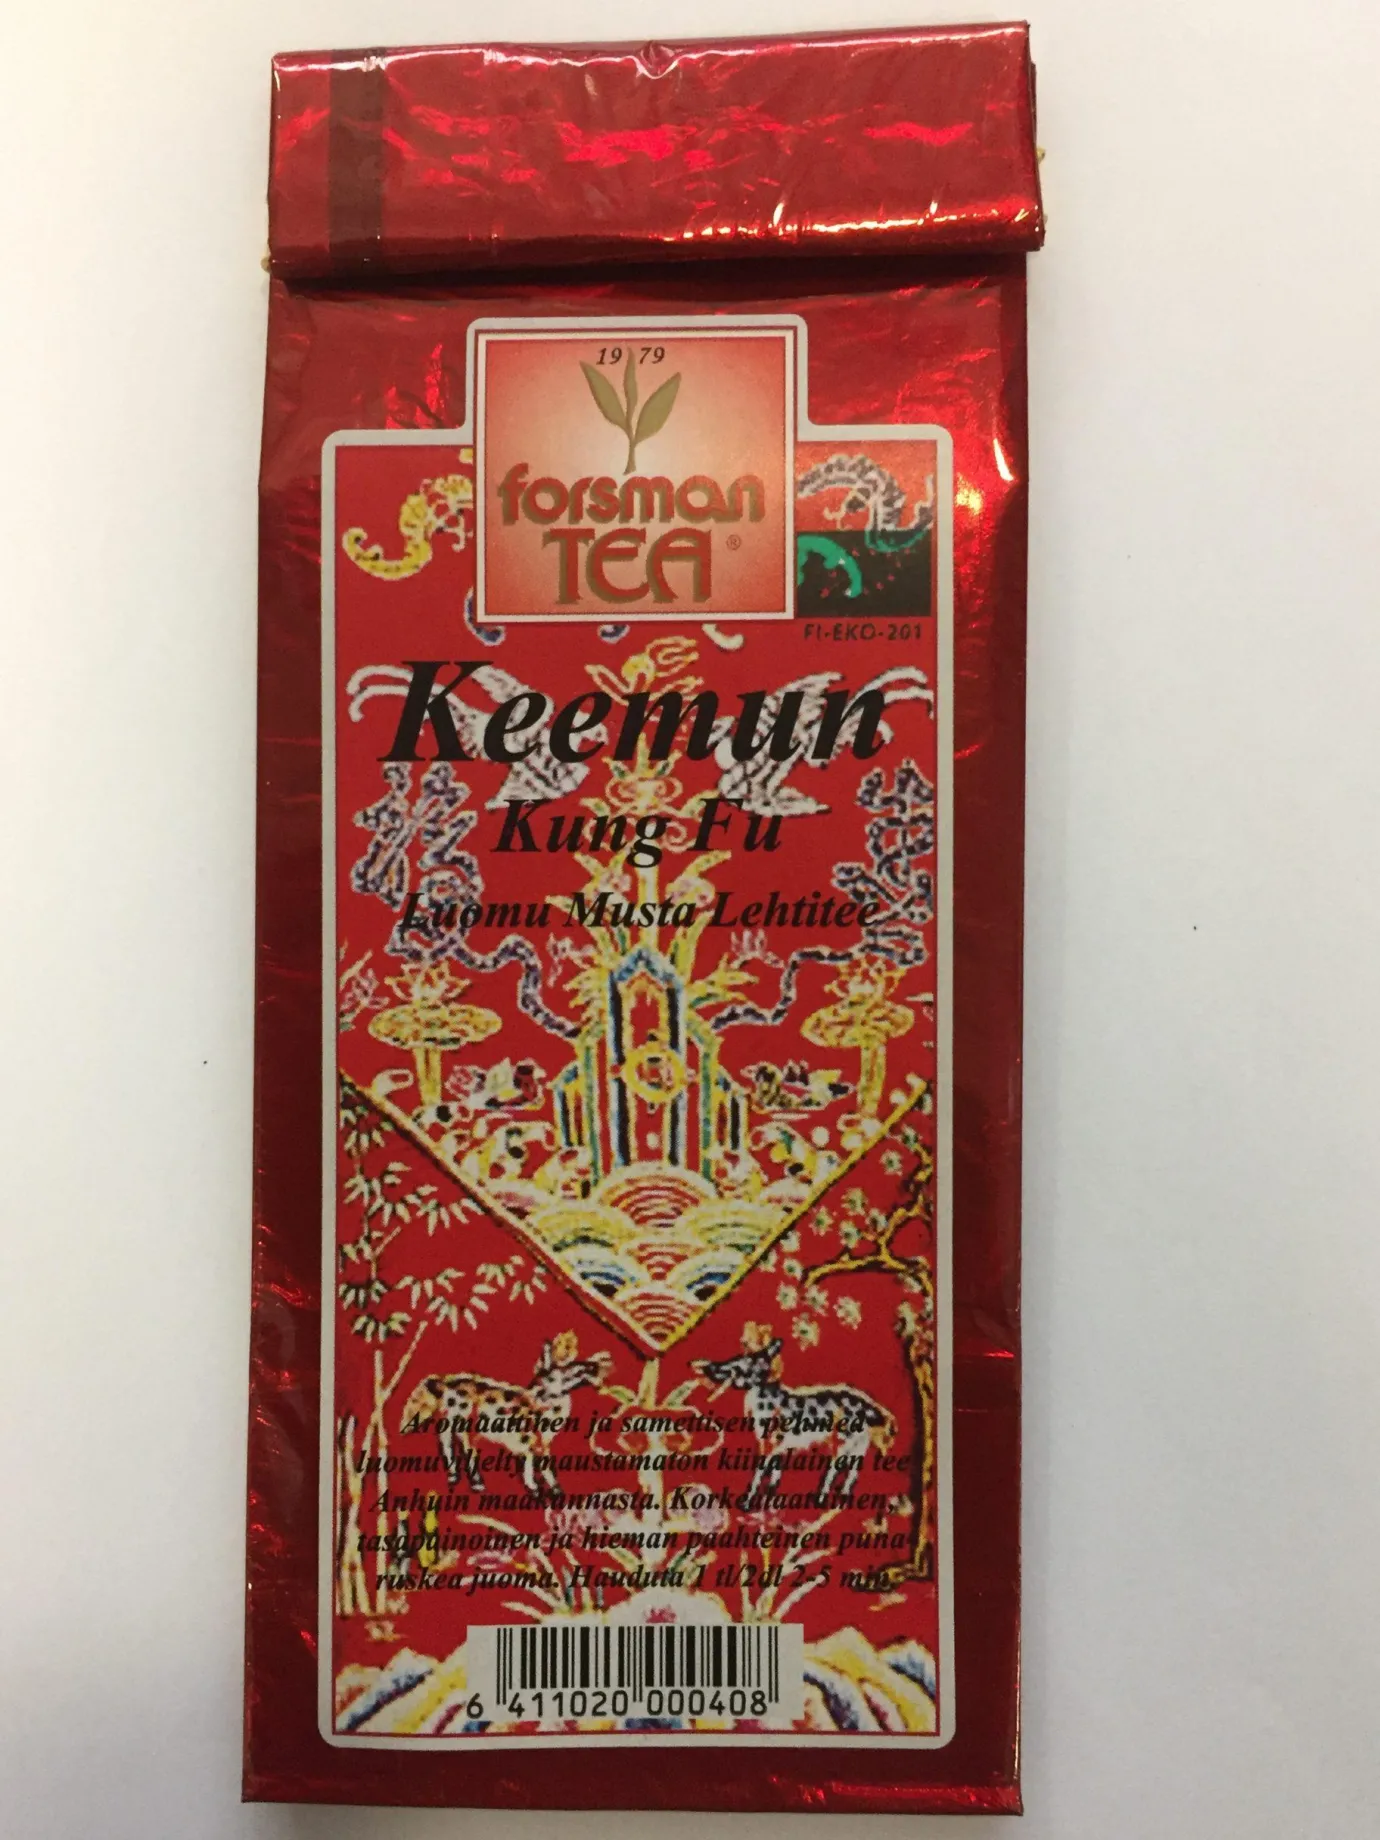 19 79
forsman
TEA ®
FI-EKO-201
Keemun
Kung Fu
Luomu Musta Lehtitee
Aromaattinen ja samettisen pehmeä
luomuviljelty maustamaton kiinalainen tee
Anhuin maakunnasta. Korkealaatuinen,
tasapainoinen ja hieman paahteinen puna-
ruskea juoma. Hauduta 1 tl/2dl 2-5 min.
6 411020 000408